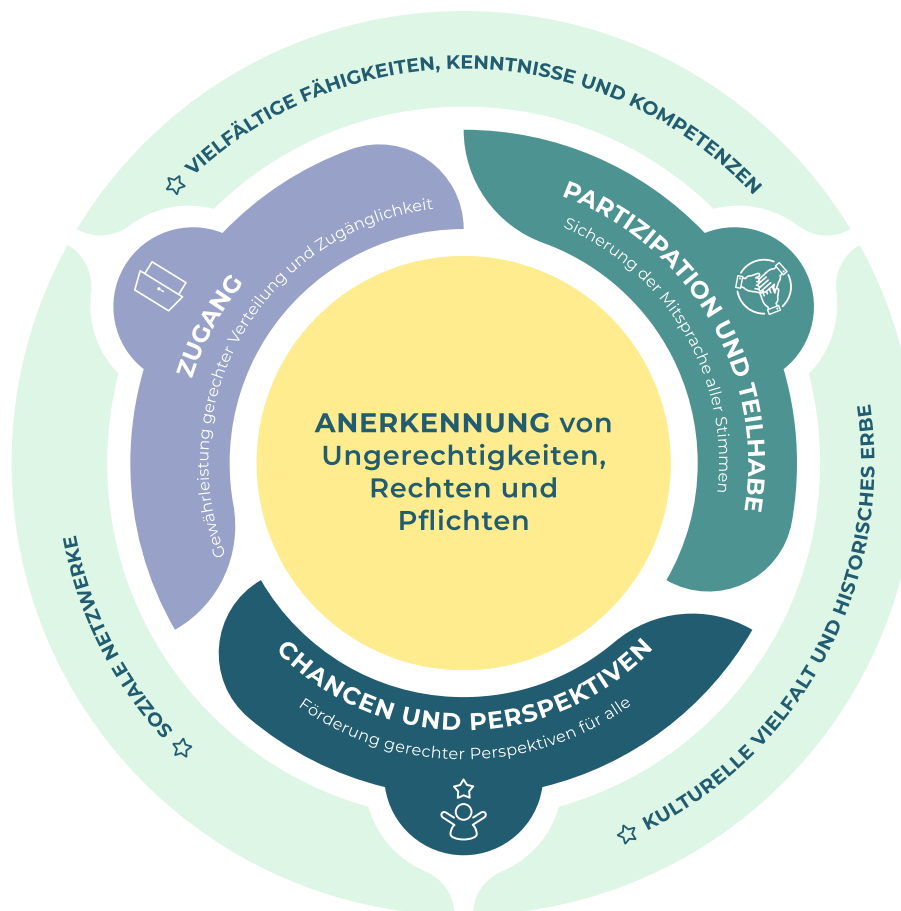 VIELFÄLTIGE FÄHIGKEITEN, KENNTNISSE UND KOMPETENZEN
ZUGANG
Gewährleistung gerechter Verteilung und Zugänglichkeit
PARTIZIPATION UND TEILHABE
Sicherung der Mitsprache aller Stimmen
ANERKENNUNG von
Ungerechtigkeiten,
Rechten und
Pflichten
CHANCEN UND PERSPEKTIVEN
Förderung gerechter Perspektiven für alle
SOZIALE NETZWERKE
KULTURELLE VIELFALT UND HISTORISCHES ERBE